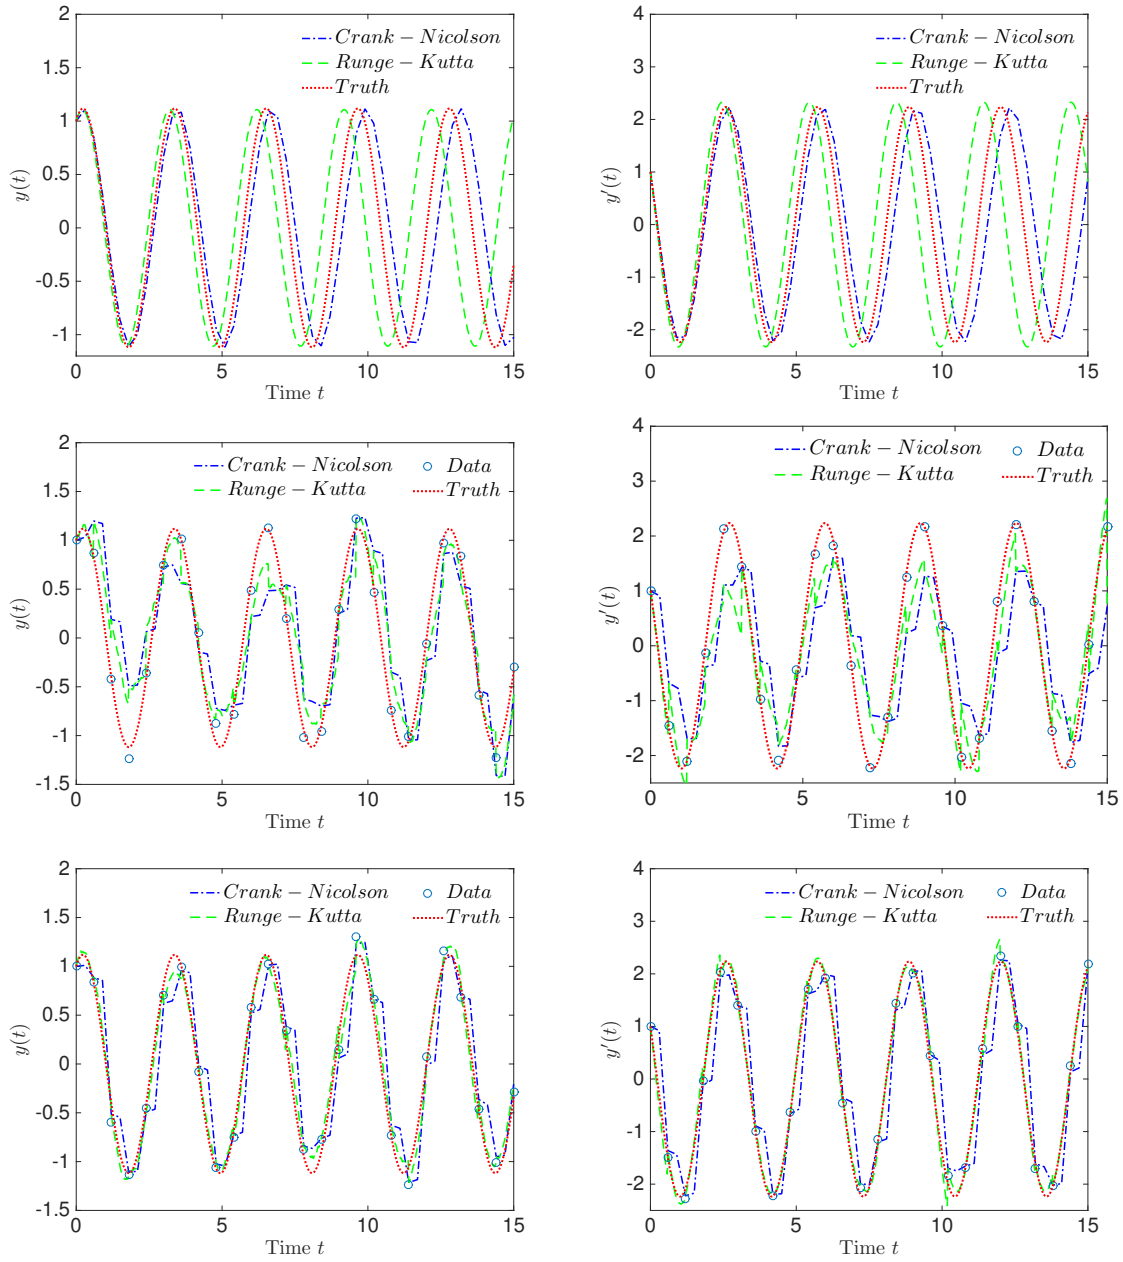 2
1
0.5
0
-0.5
-1
0 5 10 15
y(t)
Time t
Crank − Nicolson
Runge − Kutta
Truth
4
3
2
1
0
-1
-2
0 5 10 15
y′(t)
Time t
Crank − Nicolson
Runge − Kutta
Truth
2
1.5
1
0.5
0
-0.5
-1
-1.5
0 5 10 15
y(t)
Time t
Crank − Nicolson Data
Runge − Kutta Truth
4
3
2
1
0
-1
-2
0 5 10 15
y′(t)
Time t
Crank − Nicolson Data
Runge − Kutta Truth
2
1.5
1
0.5
0
-0.5
-1
-1.5
0 5 10 15
y(t)
Time t
Crank − Nicolson Data
Runge − Kutta Truth
4
3
2
1
0
-1
-2
0 5 10 15
y′(t)
Time t
Crank − Nicolson Data
Runge − Kutta Truth